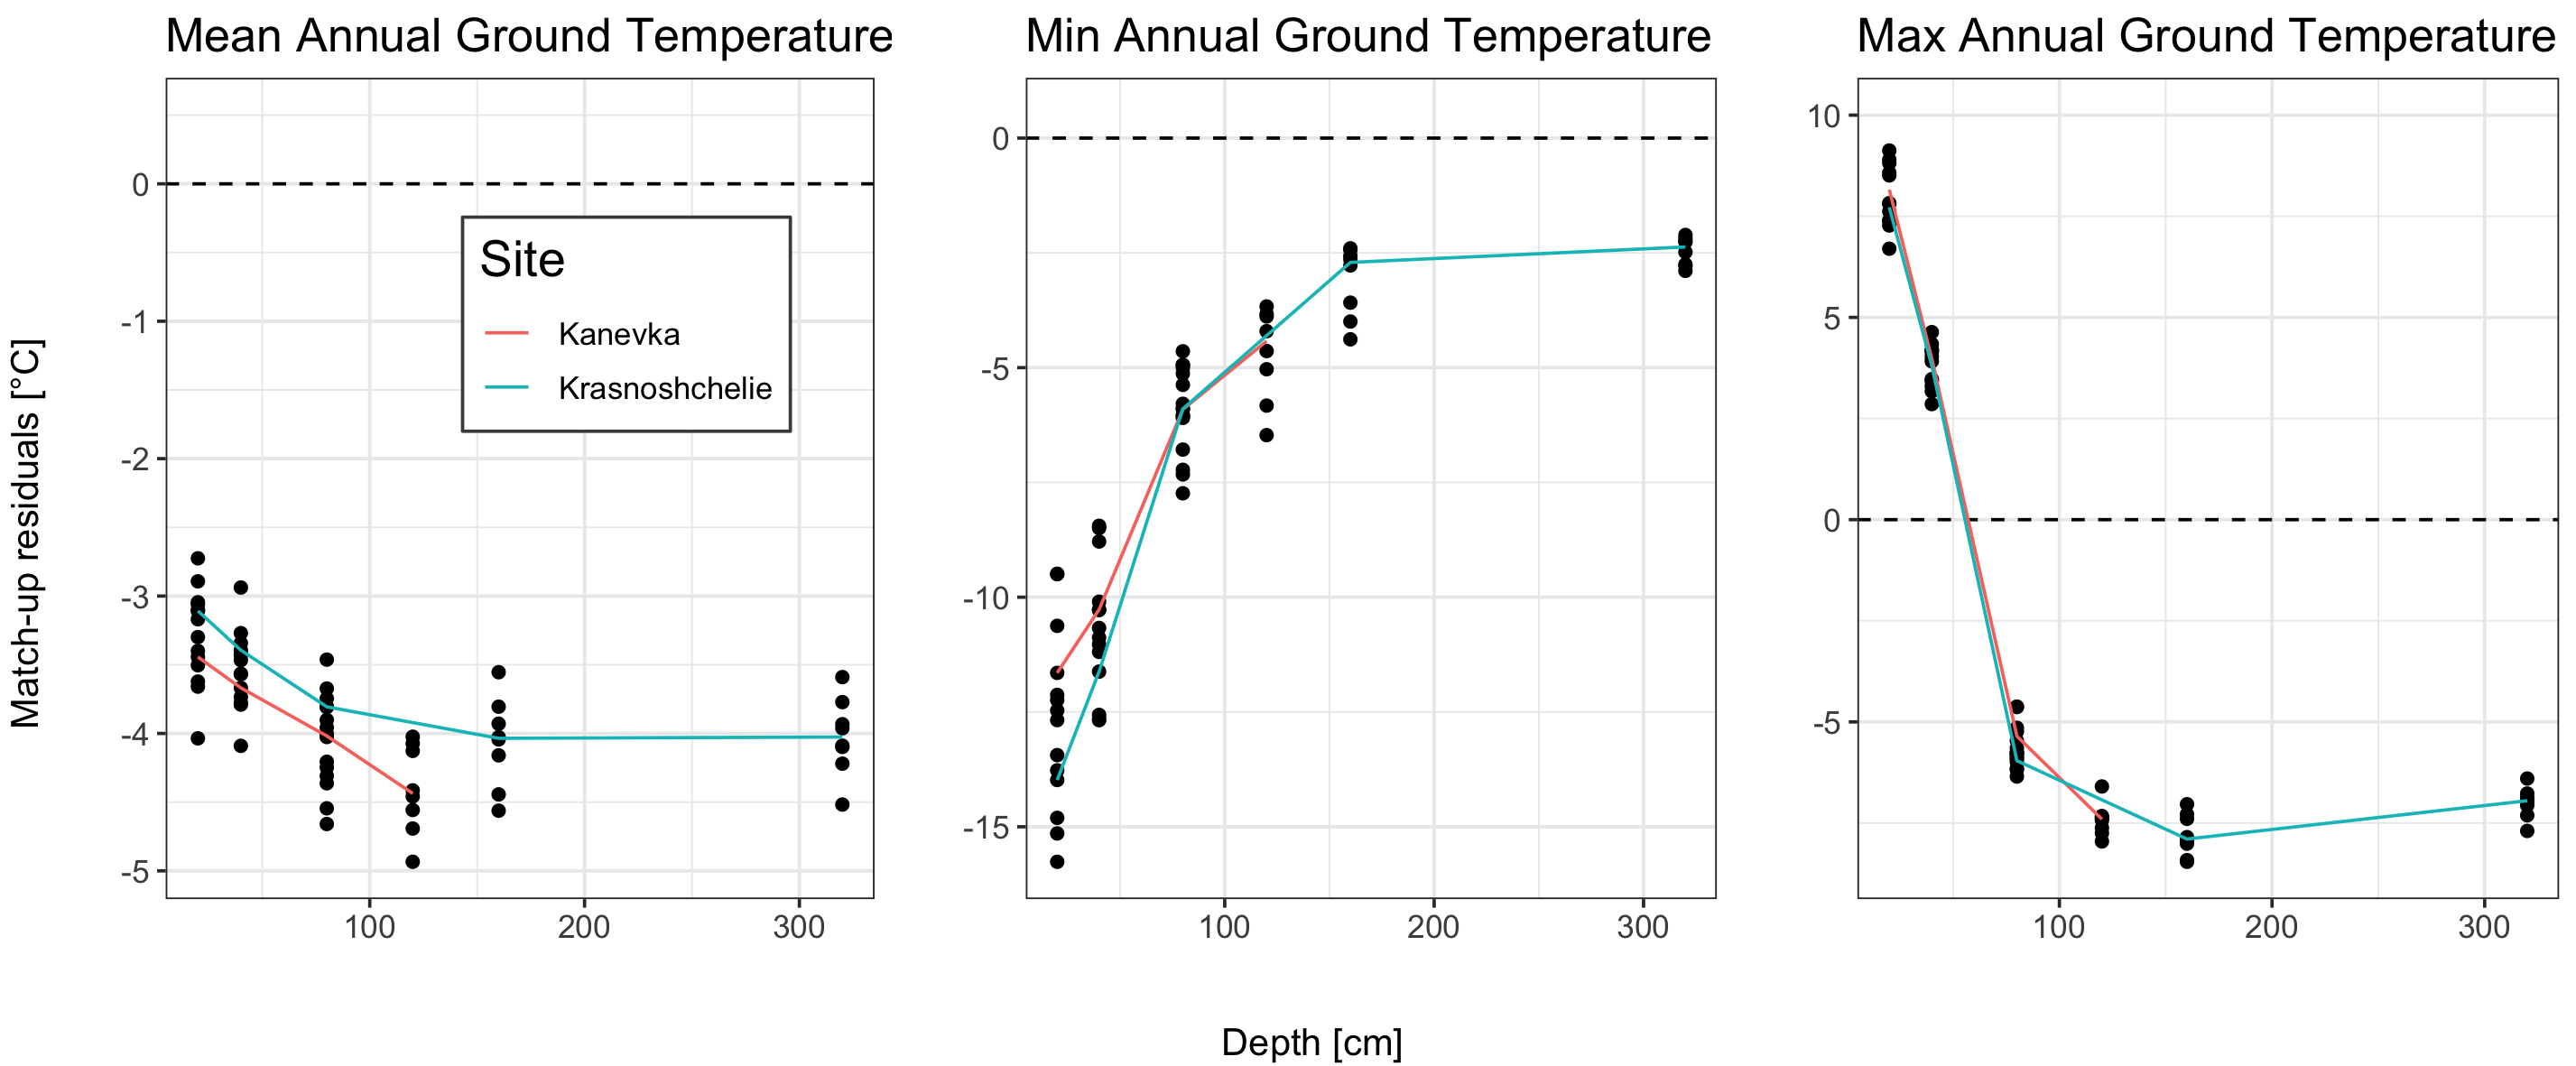 Mean Annual Ground Temperature
Min Annual Ground Temperature
Max Annual Ground Temperature
Match-up residuals [°C]
0
-1
-2
-3
-4
-5
100
200
300
Site
Kanevka
Krasnoshchelie
0
-5
-10
-15
100
200
300
10
5
0
-5
100
200
300
Depth [cm]